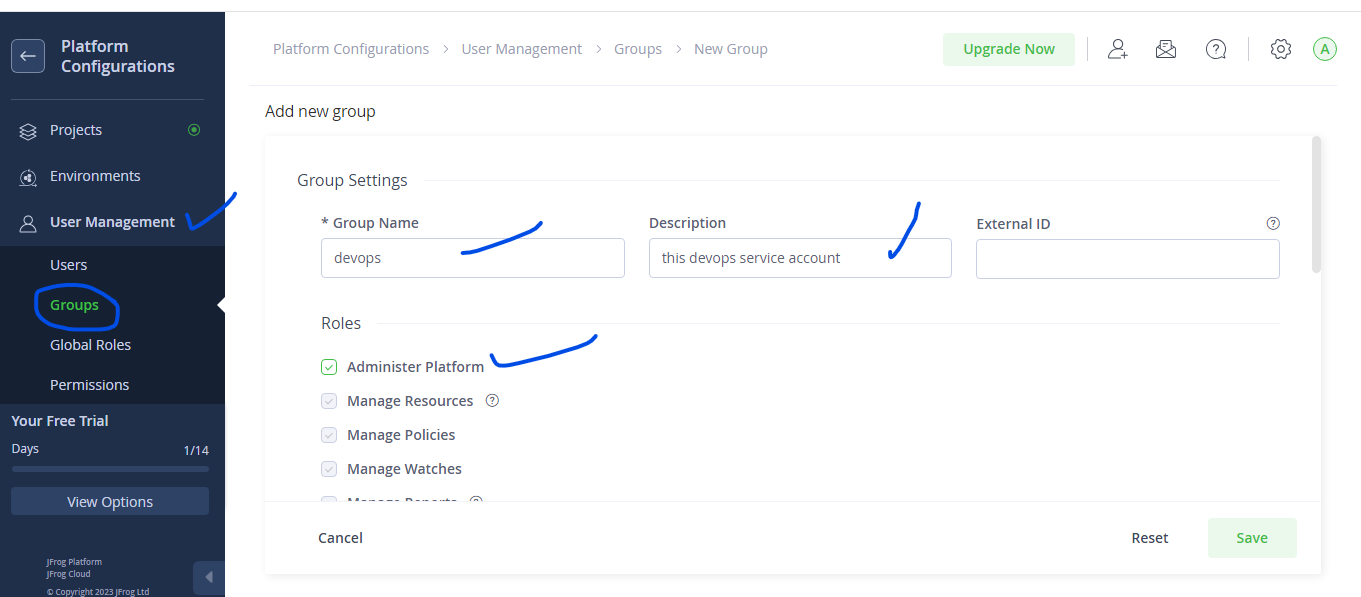 Platform
Configurations
Projects
Environments
User Management
Users
Groups
Global Roles
Permissions
Your Free Trial
Days 1/14
View Options
JFrog Platform
JFrog Cloud
© Copyright 2023 JFrog Ltd
Platform Configurations > User Management > Groups > New Group
Upgrade Now
A
Add new group
Group Settings
* Group Name
devops
Description
this devops service account
External ID
Roles
Administer Platform
Manage Resources
Manage Policies
Manage Watches
Manage Reports
Cancel
Reset
Save